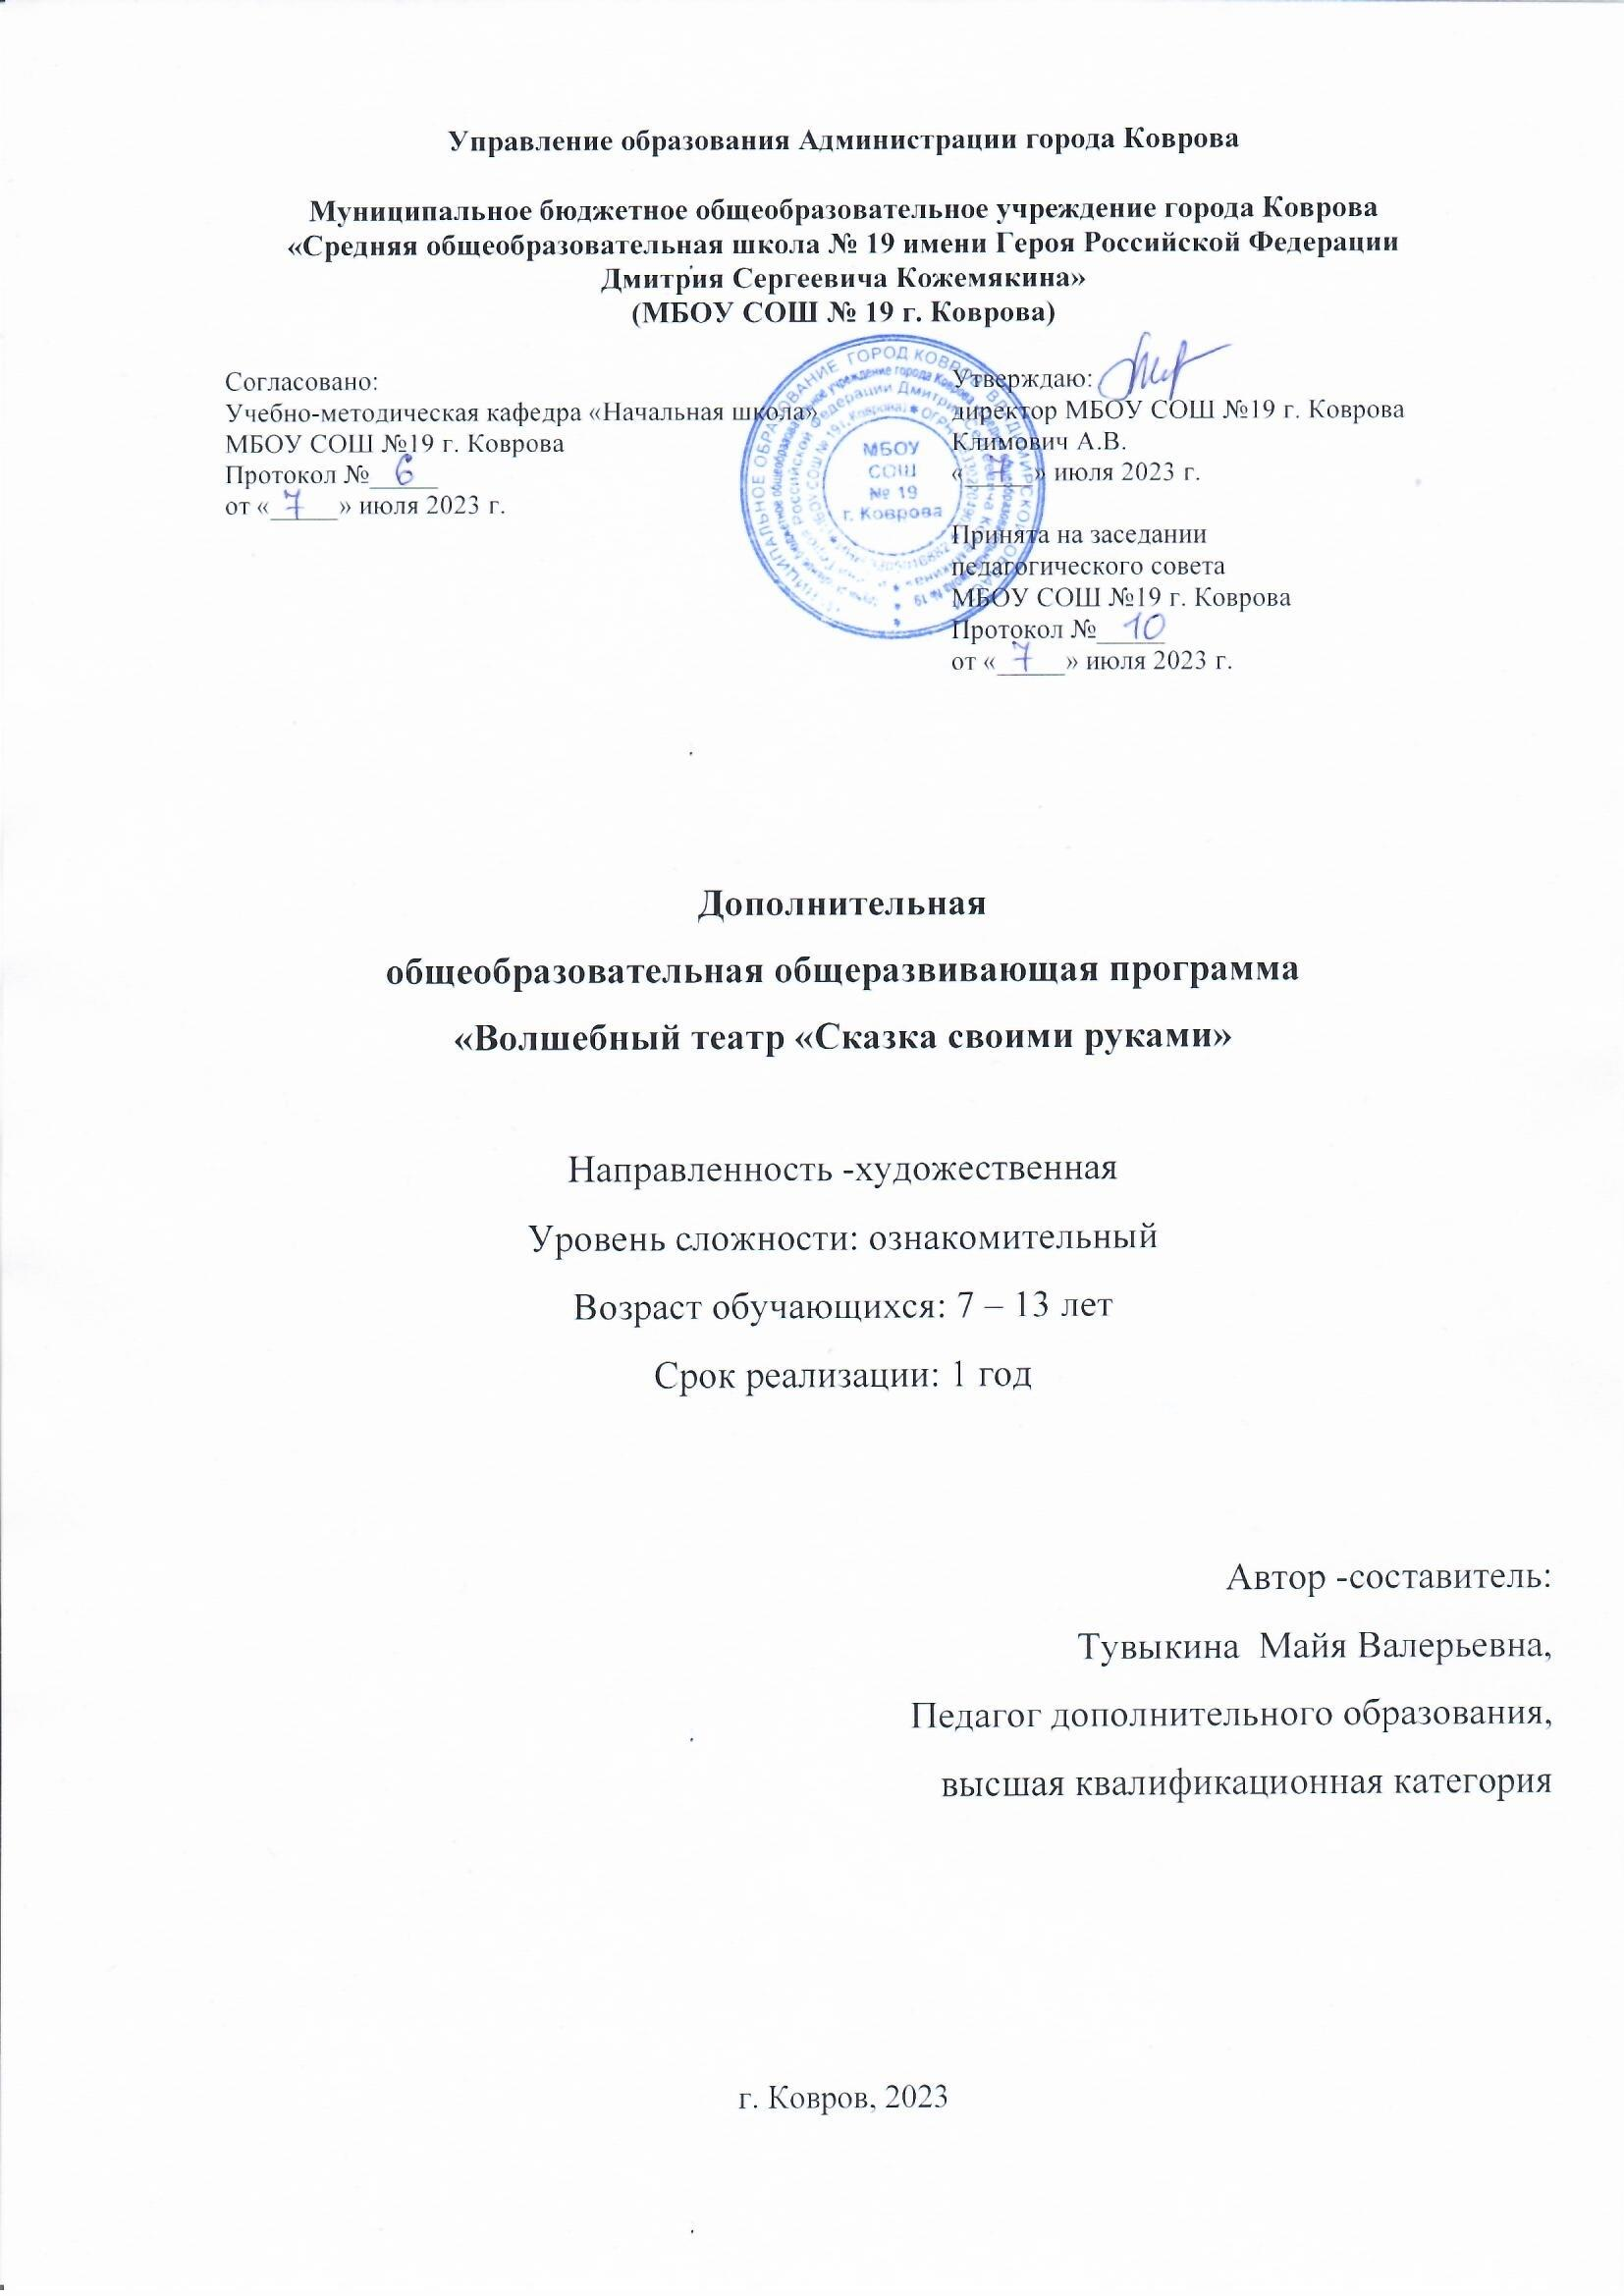 Управление образования Администрации города Коврова
Муниципальное бюджетное общеобразовательное учреждение города Коврова
«Средняя общеобразовательная школа № 19 имени Героя Российской Федерации
Дмитрия Сергеевича Кожемякина»
(МБОУ СОШ № 19 г. Коврова)
Согласовано:
Учебно-методическая кафедра «Начальная школа»
МБОУ СОШ №19 г. Коврова
Протокол № 6
от « 7 » июля 2023 г.
МБОУ
СОШ
№ 19
г. Коврова
Утверждаю:
директор МБОУ СОШ №19 г. Коврова
Климович А.В.
« 7 » июля 2023 г.
Принята на заседании
педагогического совета
МБОУ СОШ №19 г. Коврова
Протокол № 10
от « 7 » июля 2023 г.
Дополнительная
общеобразовательная общеразвивающая программа
«Волшебный театр «Сказка своими руками»
Направленность -художественная
Уровень сложности: ознакомительный
Возраст обучающихся: 7 – 13 лет
Срок реализации: 1 год
Автор -составитель:
Тувыкина Майя Валерьевна,
Педагог дополнительного образования,
высшая квалификационная категория
г. Ковров, 2023